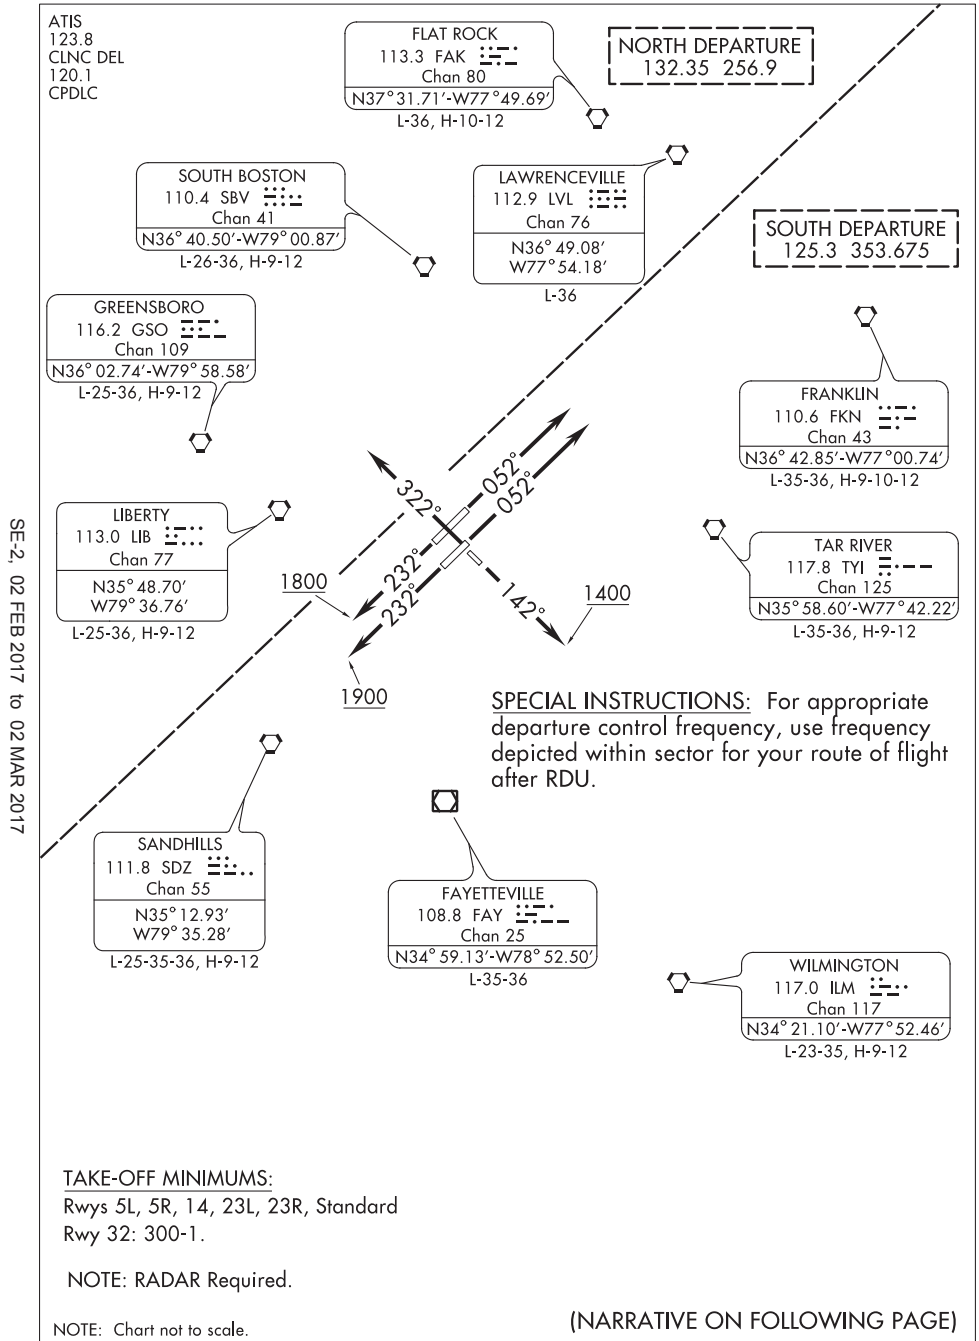 ATIS
123.8
CLNC DEL
120.1
CPDLC
FLAT ROCK
113.3 FAK
Chan 80
N37° 31.71′-W77° 49.69′
L-36, H-10-12
NORTH DEPARTURE
132.35 256.9
SOUTH BOSTON
110.4 SBV
Chan 41
N36° 40.50′-W79° 00.87′
L-26-36, H-9-12
LAWRENCEVILLE
112.9 LVL
Chan 76
N36° 49.08′
W77° 54.18′
L-36
SOUTH DEPARTURE
125.3 353.675
GREENSBORO
116.2 GSO
Chan 109
N36° 02.74′-W79° 58.58′
L-25-36, H-9-12
FRANKLIN
110.6 FKN
Chan 43
N36° 42.85′-W77° 00.74′
L-35-36, H-9-10-12
LIBERTY
113.0 LIB
Chan 77
N35° 48.70′
W79° 36.76′
L-25-36, H-9-12
322°
052°
052°
232°
232°
142°
1800
1400
1900
TAR RIVER
117.8 TYI
Chan 125
N35° 58.60′-W77° 42.22′
L-35-36, H-9-12
SPECIAL INSTRUCTIONS: For appropriate
departure control frequency, use frequency
depicted within sector for your route of flight
after RDU.
SANDHILLS
111.8 SDZ
Chan 55
N35° 12.93′
W79° 35.28′
L-25-35-36, H-9-12
FAYETTEVILLE
108.8 FAY
Chan 25
N34° 59.13′-W78° 52.50′
L-35-36
WILMINGTON
117.0 ILM
Chan 117
N34° 21.10′-W77° 52.46′
L-23-35, H-9-12
TAKE-OFF MINIMUMS:
Rwys 5L, 5R, 14, 23L, 23R, Standard
Rwy 32: 300-1.
NOTE: RADAR Required.
NOTE: Chart not to scale.
(NARRATIVE ON FOLLOWING PAGE)
SE-2, 02 FEB 2017 to 02 MAR 2017